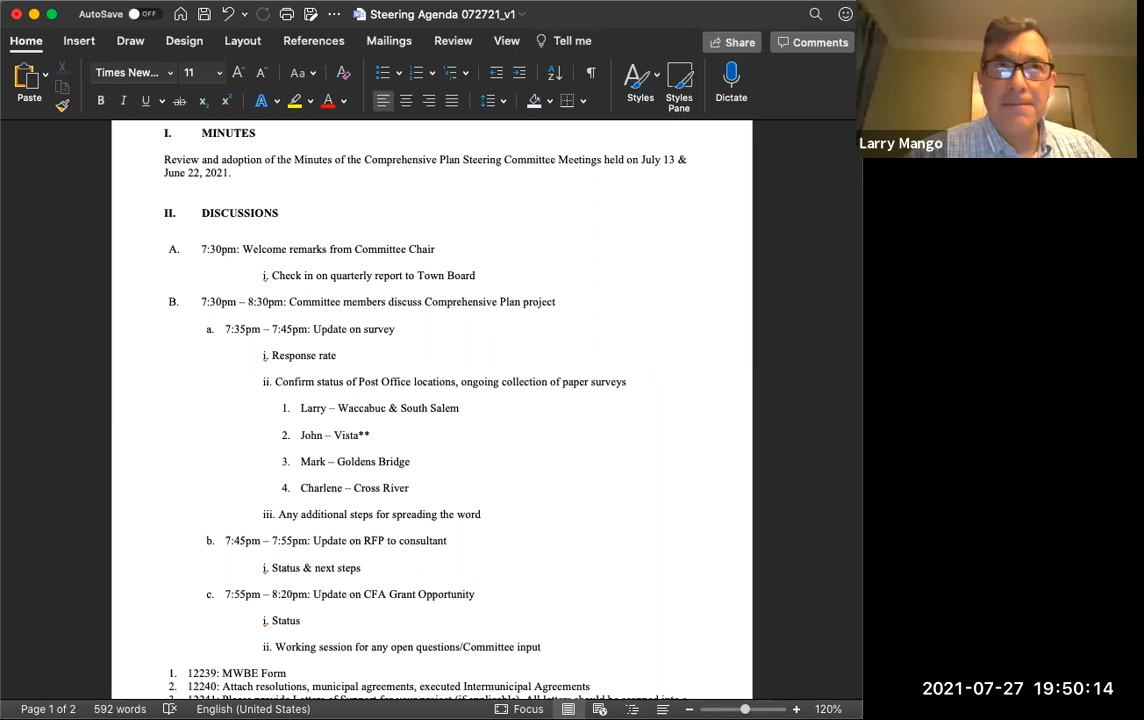 AutoSave OFF Steering Agenda 072721_v1
Home Insert Draw Design Layout References Mailings Review View Tell me Share Comments
Paste Times New... 11 Aa Styles Styles Pane Dictate
I. MINUTES
Review and adoption of the Minutes of the Comprehensive Plan Steering Committee Meetings held on July 13 &
June 22, 2021.
II. DISCUSSIONS
A. 7:30pm: Welcome remarks from Committee Chair
i. Check in on quarterly report to Town Board
B. 7:30pm – 8:30pm: Committee members discuss Comprehensive Plan project
a. 7:35pm – 7:45pm: Update on survey
i. Response rate
ii. Confirm status of Post Office locations, ongoing collection of paper surveys
1. Larry – Waccabuc & South Salem
2. John – Vista**
3. Mark – Goldens Bridge
4. Charlene – Cross River
iii. Any additional steps for spreading the word
b. 7:45pm – 7:55pm: Update on RFP to consultant
i. Status & next steps
c. 7:55pm – 8:20pm: Update on CFA Grant Opportunity
i. Status
ii. Working session for any open questions/Committee input
1. 12239: MWBE Form
2. 12240: Attach resolutions, municipal agreements, executed Intermunicipal Agreements
Page 1 of 2 592 words English (United States) Focus 120%
Larry Mango
2021-07-27 19:50:14